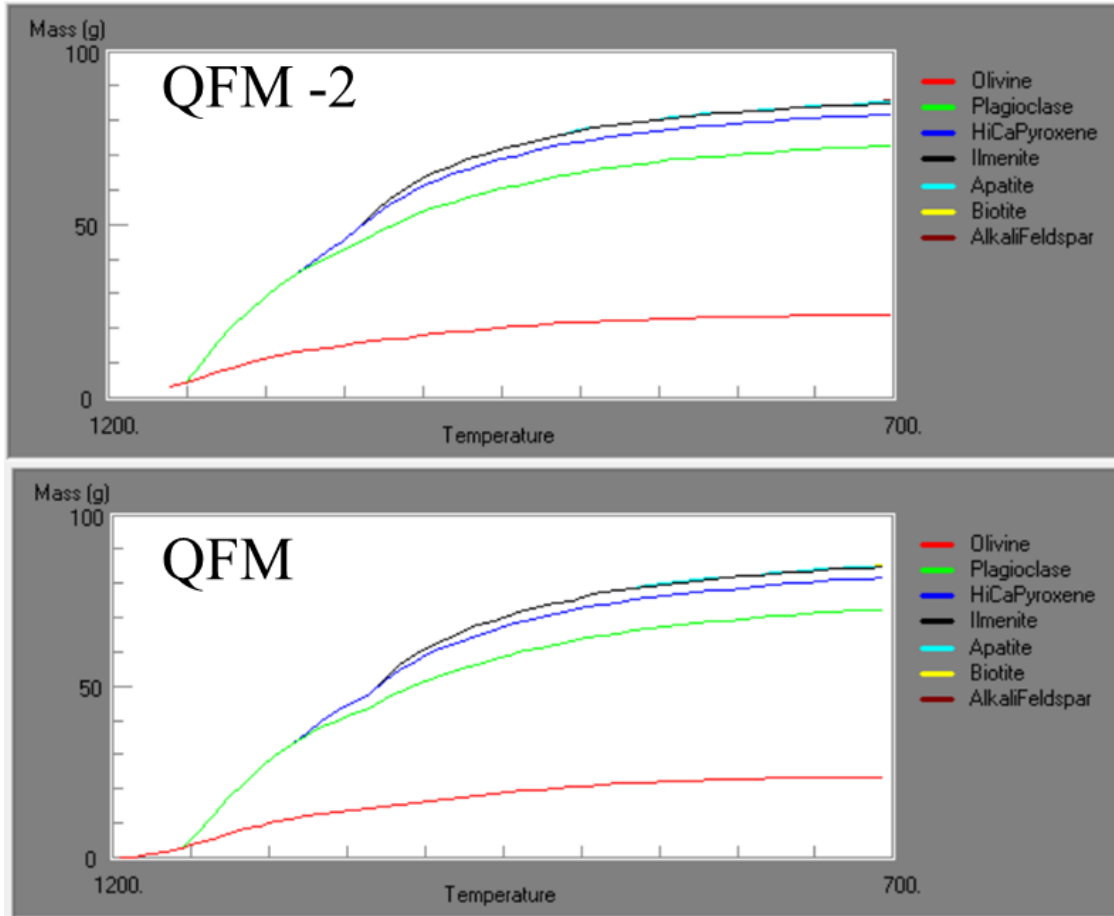 Mass (g)
100
QFM -2
50
0
1200.
Temperature
700.
Olivine
Plagioclase
HiCaPyroxene
Ilmenite
Apatite
Biotite
AlkaliFeldspar
Mass (g)
100
QFM
50
0
1200.
Temperature
700.
Olivine
Plagioclase
HiCaPyroxene
Ilmenite
Apatite
Biotite
AlkaliFeldspar